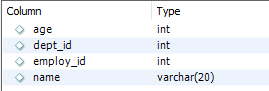 Column Type
age int
dept_id int
employ_id int
name varchar(20)